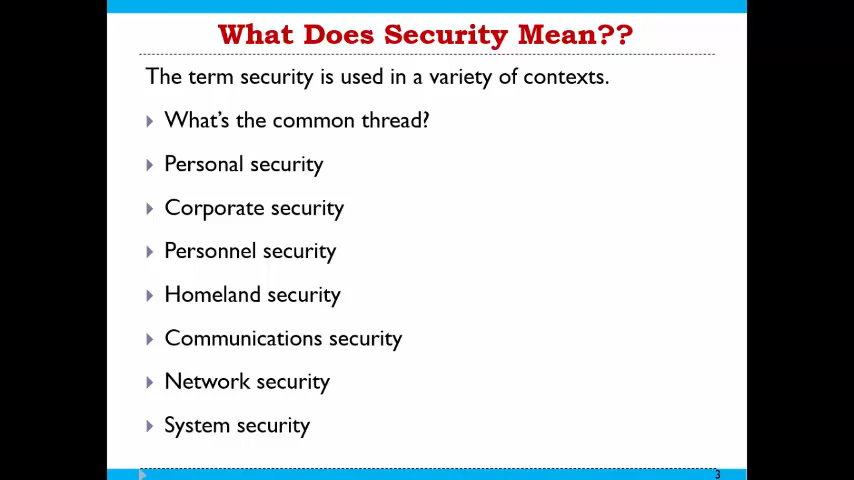 What Does Security Mean??
The term security is used in a variety of contexts.
What's the common thread?
Personal security
Corporate security
Personnel security
Homeland security
Communications security
Network security
System security
3